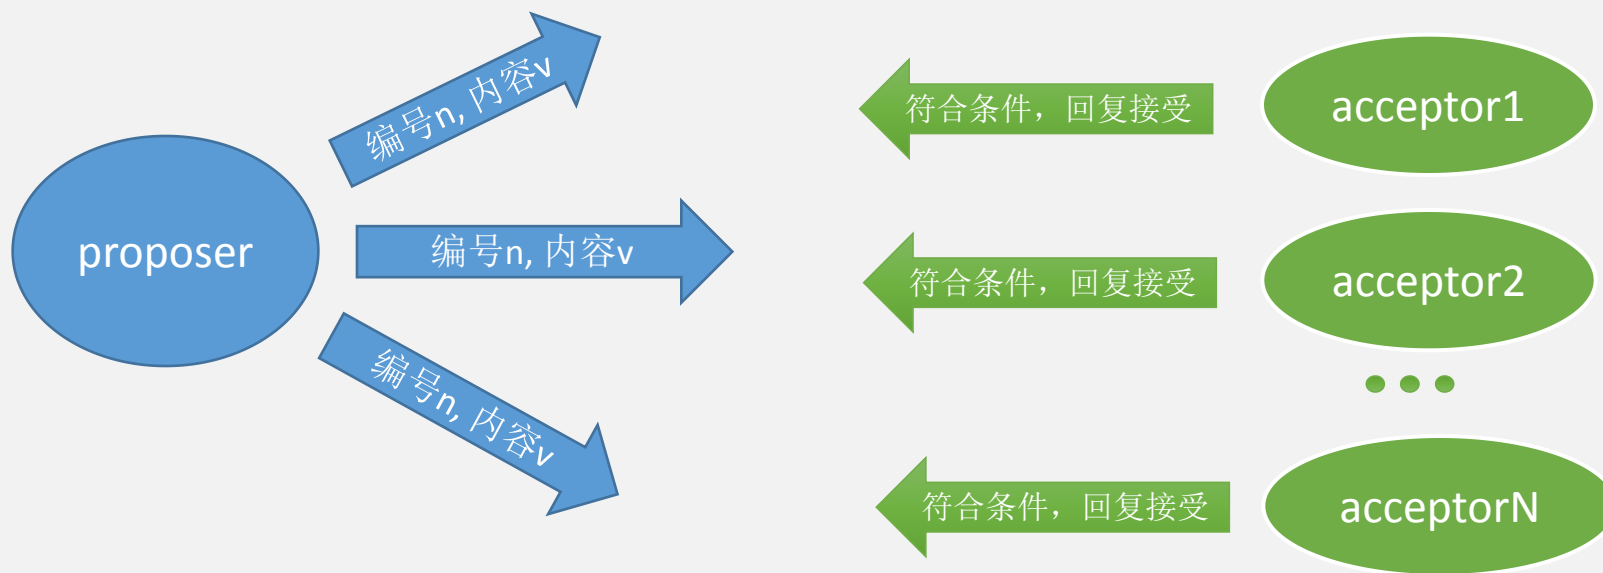 编号n, 内容v
符合条件，回复接受
acceptor1
proposer
编号n, 内容v
符合条件，回复接受
acceptor2
编号n, 内容v
符合条件，回复接受
acceptorN